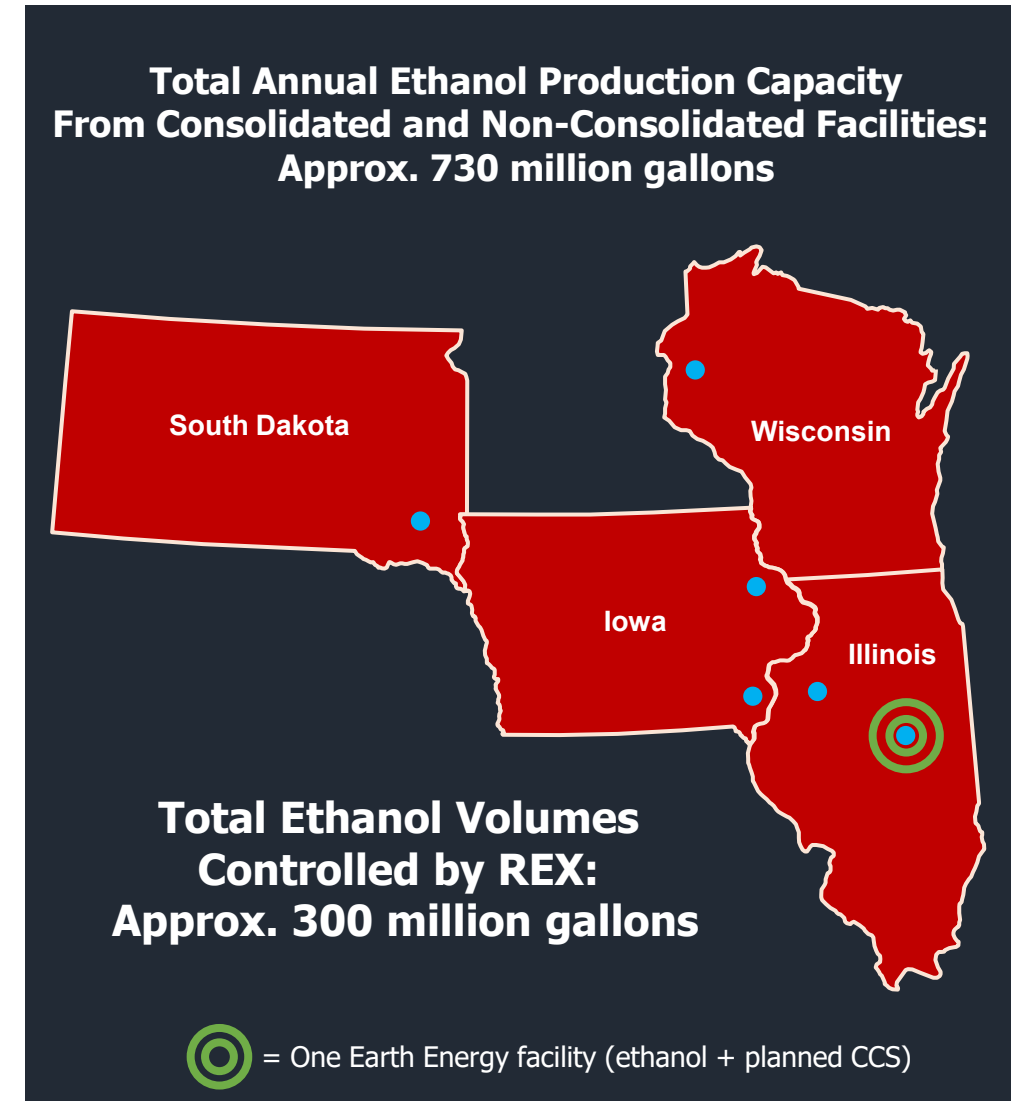 Total Annual Ethanol Production Capacity
From Consolidated and Non-Consolidated Facilities:
Approx. 730 million gallons
South Dakota
Wisconsin
Iowa
Illinois
Total Ethanol Volumes
Controlled by REX:
Approx. 300 million gallons
= One Earth Energy facility (ethanol + planned CCS)